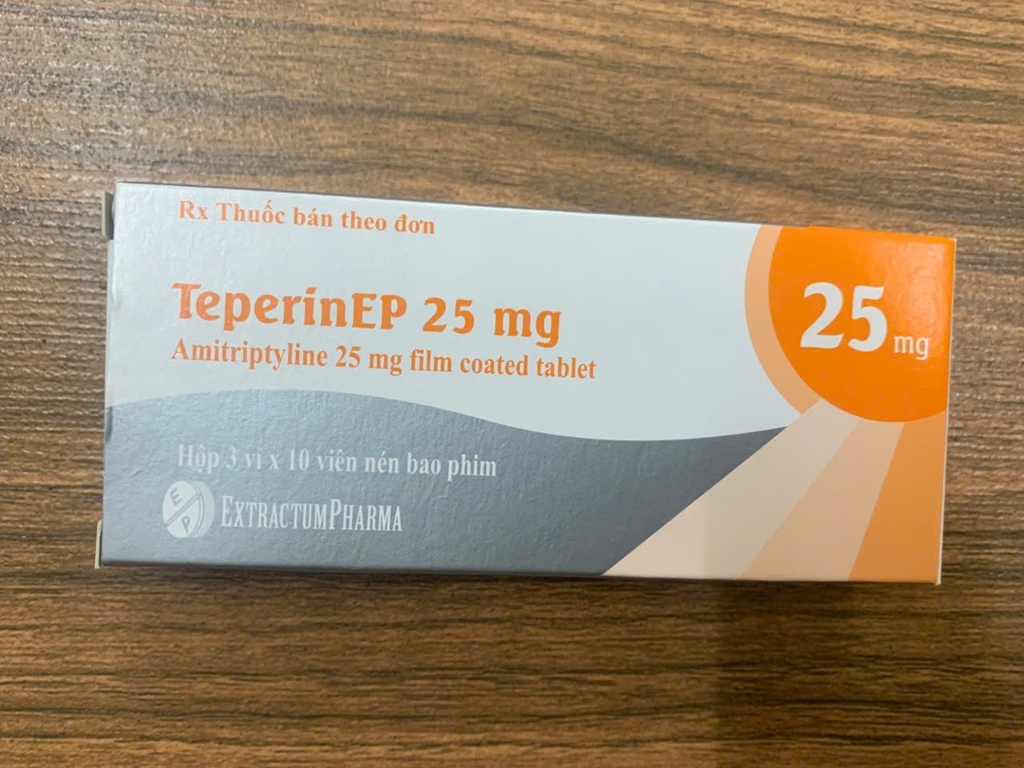 Rx Thuốc bán theo đơn
TeperinEP 25 mg
Amitriptyline 25 mg film coated tablet
25 mg
Hộp 3 vỉ x 10 viên nén bao phim
EP
EXTRACTUMPHARMA